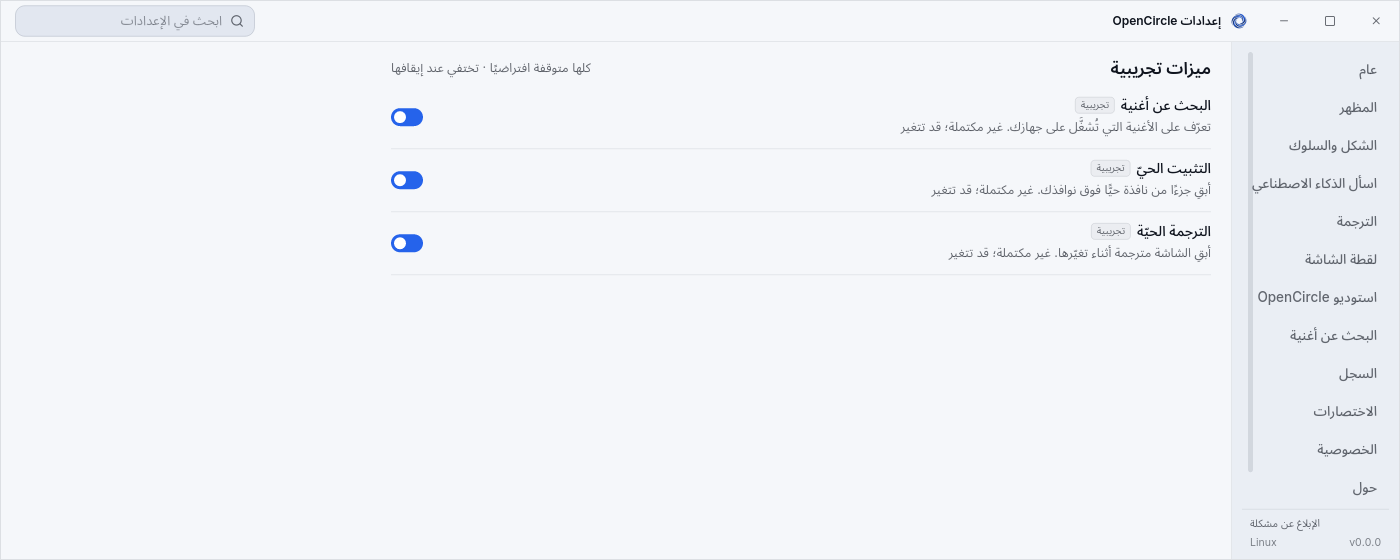 إعدادات OpenCircle
ابحث في الإعدادات
عام
المظهر
الشكل والسلوك
اسأل الذكاء الاصطناعي
الترجمة
لقطة الشاشة
استوديو OpenCircle
البحث عن أغنية
السجل
الاختصارات
الخصوصية
حول
الإبلاغ عن مشكلة
v0.0.0 Linux
ميزات تجريبية
كلها متوقفة افتراضيًا · تختفي عند إيقافها
البحث عن أغنية تجريبية
تعرّف على الأغنية التي تُشغَّل على جهازك. غير مكتملة؛ قد تتغير
التثبيت الحيّ تجريبية
أبقِ جزءًا من نافذة حيًّا فوق نوافذك. غير مكتملة؛ قد تتغير
الترجمة الحيّة تجريبية
أبقِ الشاشة مترجمة أثناء تغيّرها. غير مكتملة؛ قد تتغير